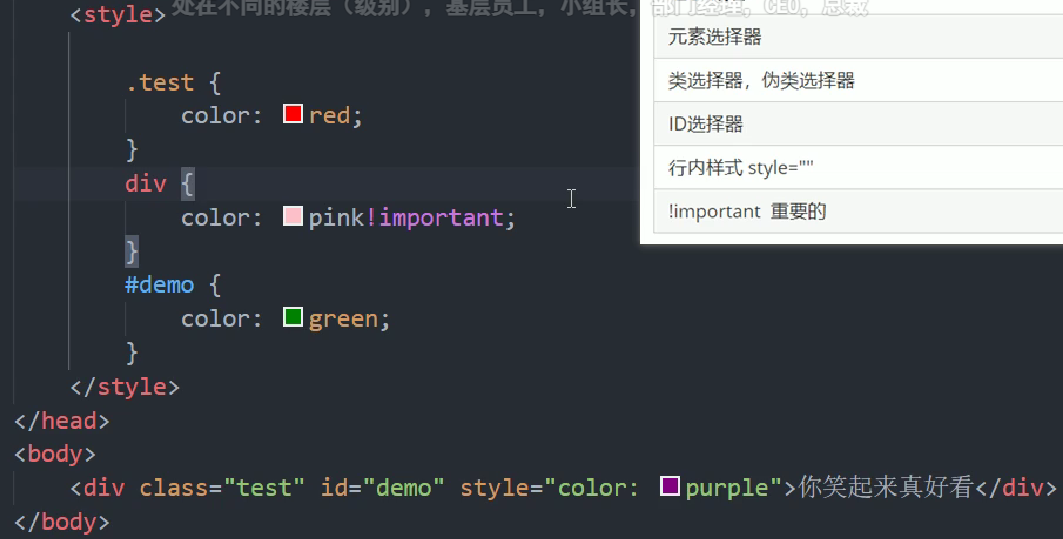 处在不同的楼层（级别），基层员工，小组长，部门经理，CEO，总裁
<style>
.test {
color: red;
}
div {
color: pink!important;
}
#demo {
color: green;
}
</style>
</head>
<body>
<div class="test" id="demo" style="color: purple">你笑起来真好看</div>
</body>
元素选择器
类选择器，伪类选择器
ID选择器
行内样式 style=""
!important 重要的